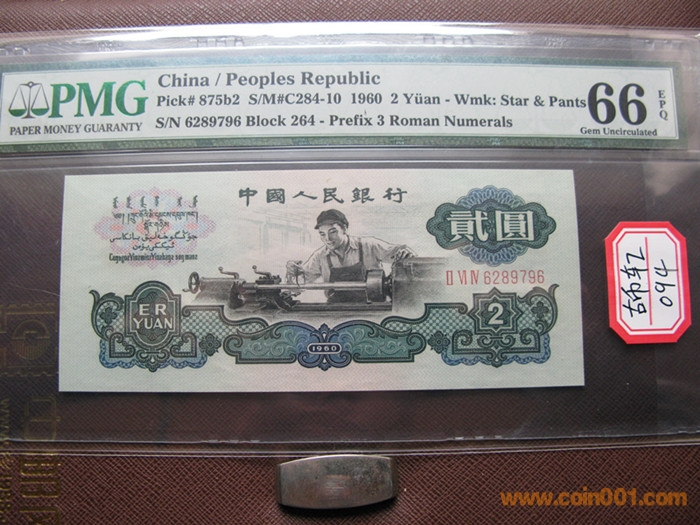 China / Peoples Republic
PMG
PAPER MONEY GUARANTY
Pick# 875b2 S/M#C284-10 1960 2 Yüan - Wmk: Star & Pants
S/N 6289796 Block 264 - Prefix 3 Roman Numerals
66
EPQ
Gem Uncirculated
中國人民銀行
貳圓
II VI IV 6289796
ER
YUAN
2
1960
094
www.coin001.com